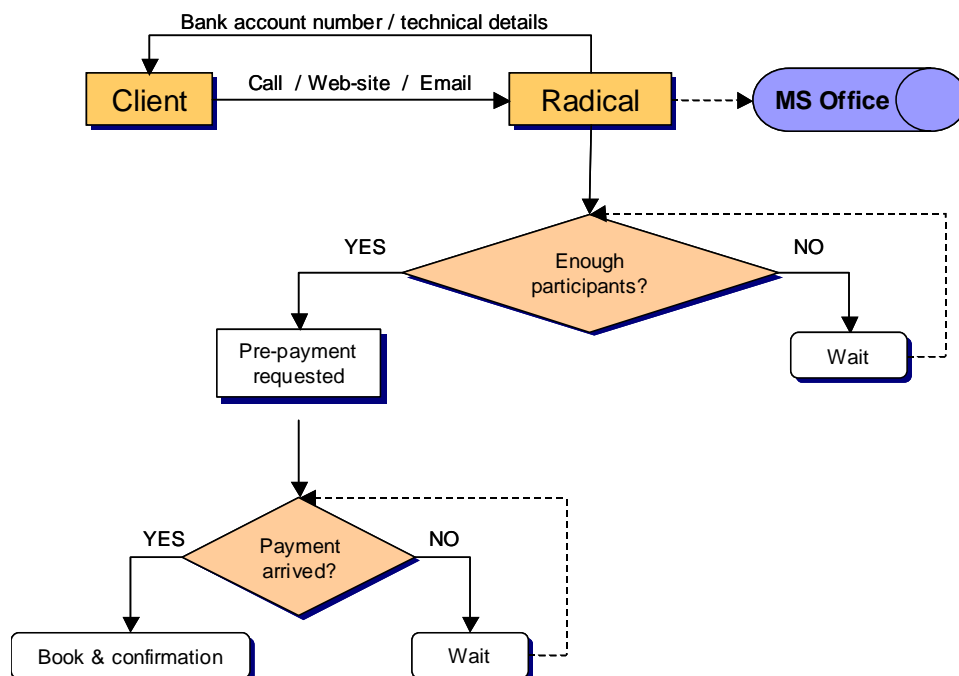 Bank account number / technical details
Client
Call / Web-site / Email
Radical
MS Office
YES
NO
Enough
participants?
Pre-payment
requested
Wait
YES
NO
Payment
arrived?
Book & confirmation
Wait